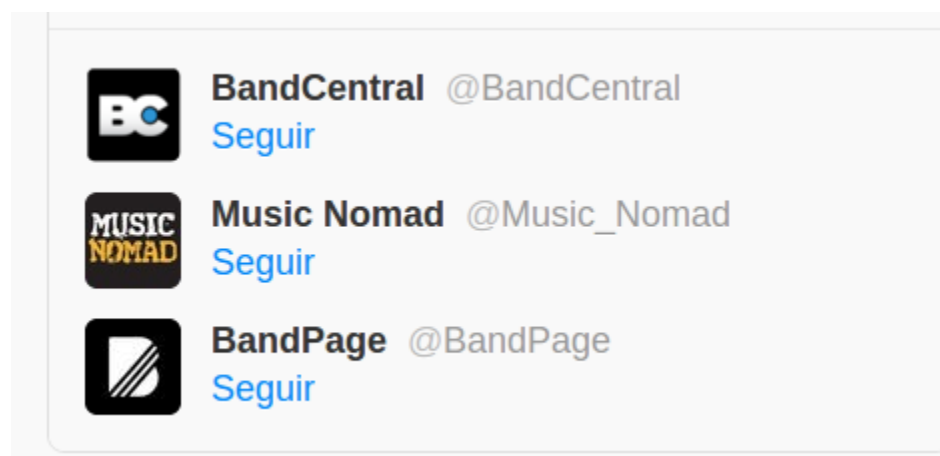 BC
BandCentral @BandCentral
Seguir
MUSIC
NOMAD
Music Nomad @Music_Nomad
Seguir
B
BandPage @BandPage
Seguir